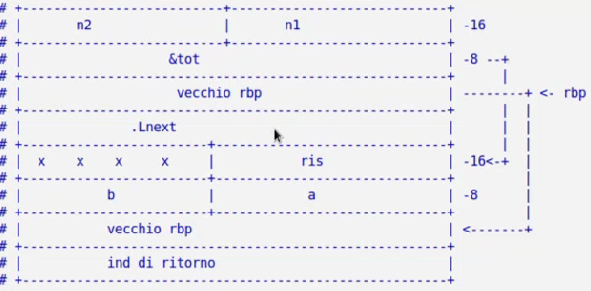 # +---------------------------+---------------------------+
# |       n2                  |       n1                  | -16
# +---------------------------+---------------------------+
# |                  &tot                                 | -8 --+
# +-------------------------------------------------------+      |
# |                   vecchio rbp                         | --------+ <- rbp
# +-------------------------------------------------------+      |  |
# |             .Lnext                                    |      |  |
# +-------------------------+-----------------------------+      |  |
# |  x    x    x     x      |           ris               | -16<-+  |
# +-------------------------+-----------------------------+         |
# |           b             |            a                | -8      |
# +-------------------------+-----------------------------+         |
# |           vecchio rbp                                 | <-------+
# +-------------------------------------------------------+
# |           ind di ritorno                              |
# +-------------------------------------------------------+